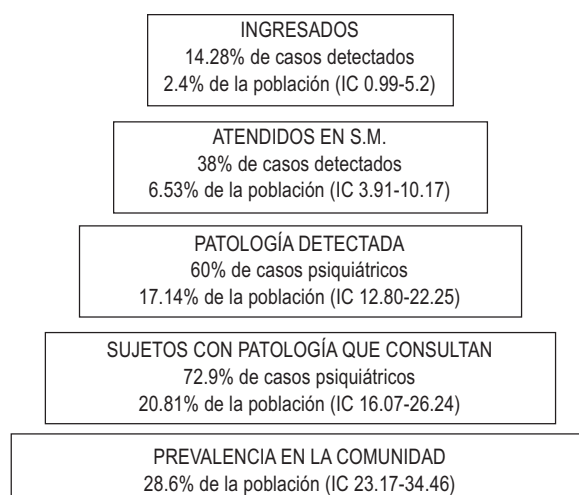 INGRESADOS
14.28% de casos detectados
2.4% de la población (IC 0.99-5.2)
ATENDIDOS EN S.M.
38% de casos detectados
6.53% de la población (IC 3.91-10.17)
PATOLOGÍA DETECTADA
60% de casos psiquiátricos
17.14% de la población (IC 12.80-22.25)
SUJETOS CON PATOLOGÍA QUE CONSULTAN
72.9% de casos psiquiátricos
20.81% de la población (IC 16.07-26.24)
PREVALENCIA EN LA COMUNIDAD
28.6% de la población (IC 23.17-34.46)